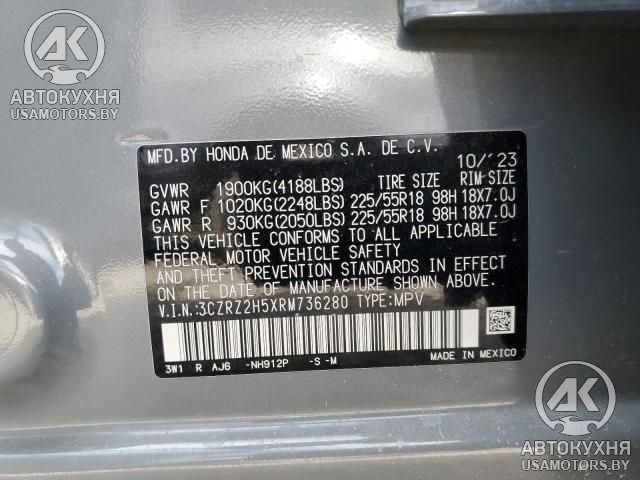 AK
АВТОКУХНЯ
USAMOTORS.BY
MFD.BY HONDA DE MEXICO S.A. DE C.V.
10/'23
GVWR 1900KG(4188LBS) TIRE SIZE RIM SIZE
GAWR F 1020KG(2248LBS) 225/55R18 98H 18X7.0J
GAWR R 930KG(2050LBS) 225/55R18 98H 18X7.0J
THIS VEHICLE CONFORMS TO ALL APPLICABLE
FEDERAL MOTOR VEHICLE SAFETY
AND THEFT PREVENTION STANDARDS IN EFFECT
ON THE DATE OF MANUFACTURE SHOWN ABOVE.
V.I.N.:3CZRZ2H5XRM736280 TYPE:MPV
3W1 R AJ6 -NH912P -S -M
MADE IN MEXICO
AK
АВТОКУХНЯ
USAMOTORS.BY